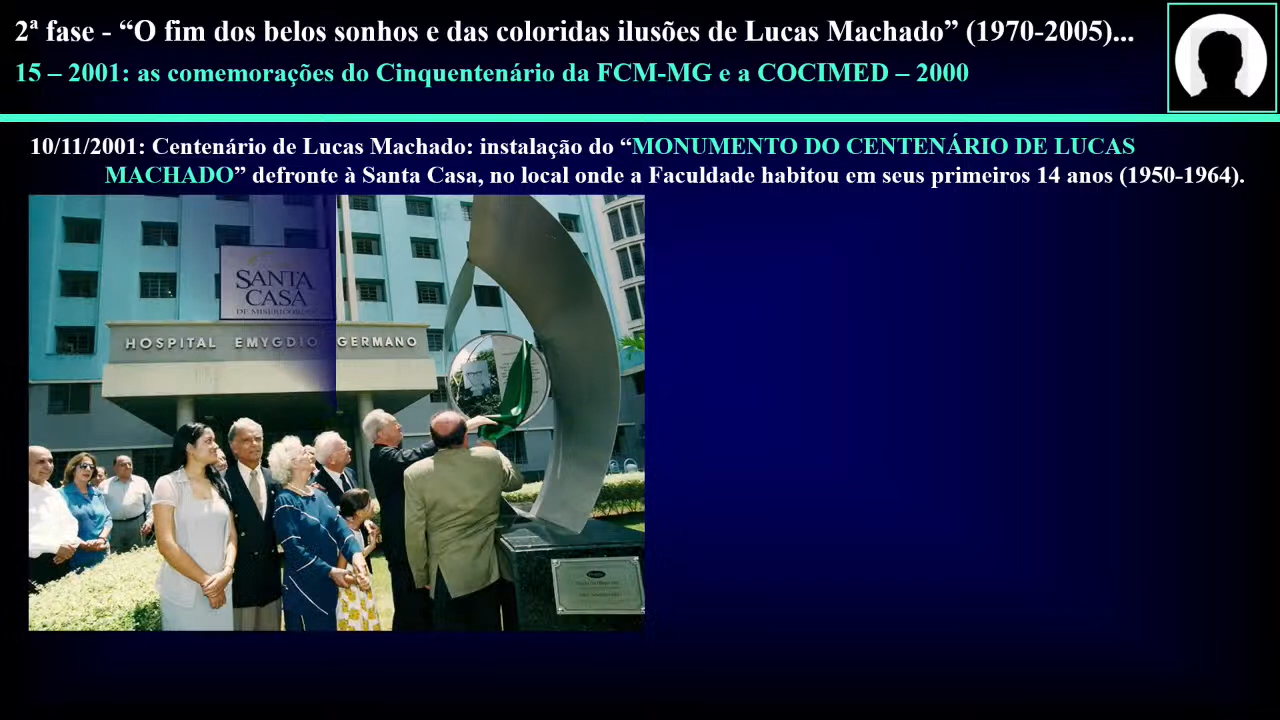 2ª fase - “O fim dos belos sonhos e das coloridas ilusões de Lucas Machado” (1970-2005)...
15 – 2001: as comemorações do Cinquentenário da FCM-MG e a COCIMED – 2000
10/11/2001: Centenário de Lucas Machado: instalação do “MONUMENTO DO CENTENÁRIO DE LUCAS
MACHADO” defronte à Santa Casa, no local onde a Faculdade habitou em seus primeiros 14 anos (1950-1964).
SANTA
CASA
HOSPITAL EMYGDIO GERMANO